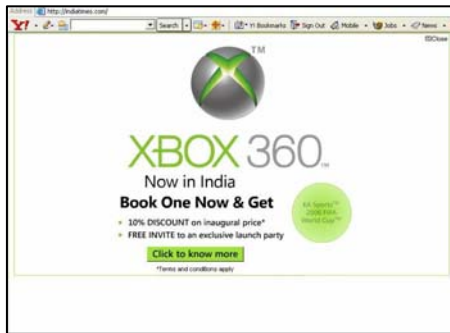 Address http://indiatimes.com/
Y! Search Y! Bookmarks Sign Out Mobile Jobs News
Close
TM
XBOX 360 TM
Now in India
Book One Now & Get
EA Sports™
2006 FIFA
World Cup™
• 10% DISCOUNT on inaugural price*
• FREE INVITE to an exclusive launch party
Click to know more
*Terms and conditions apply